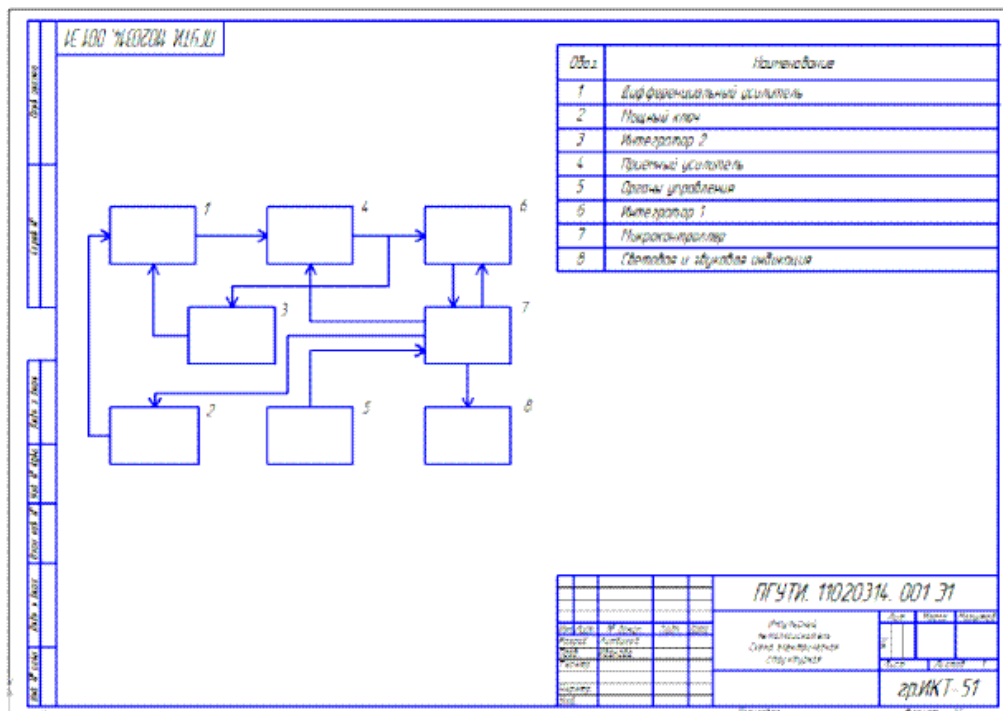 ПГУТИ. 11020314. 001 Э1
Обоз. Наименование
1 Дифференциальный усилитель
2 Мощный ключ
3 Интегратор 2
4 Приемный усилитель
5 Органы управления
6 Интегратор 1
7 Микроконтроллер
8 Световая и звуковая индикация
1
4
6
3
7
2
5
8
ПГУТИ. 11020314. 001 Э1
Импульсный
металлоискатель
Схема электрическая
структурная
гр.ИКТ-51